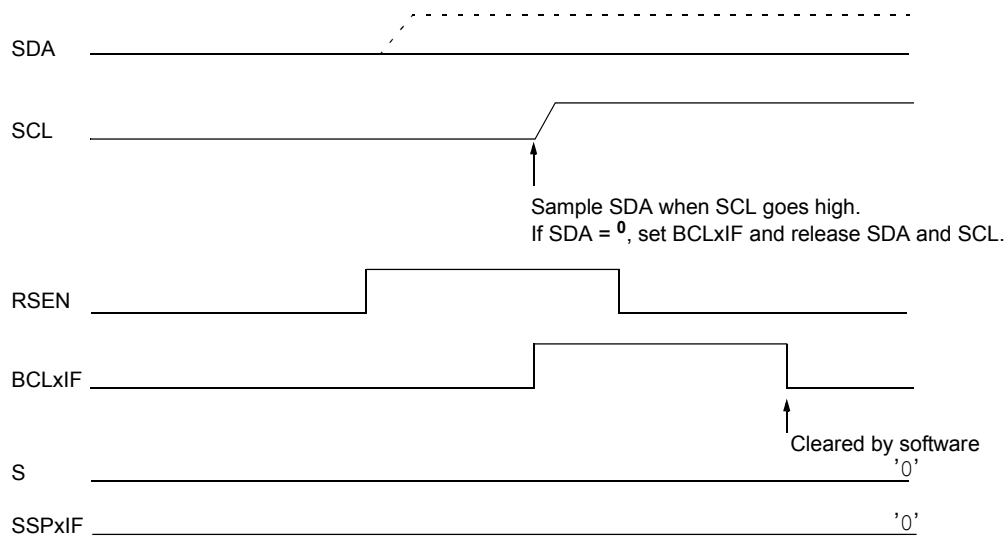 SDA
SCL
Sample SDA when SCL goes high.
If SDA = 0, set BCLxIF and release SDA and SCL.
RSEN
BCLxIF
Cleared by software
S
'0'
SSPxIF
'0'